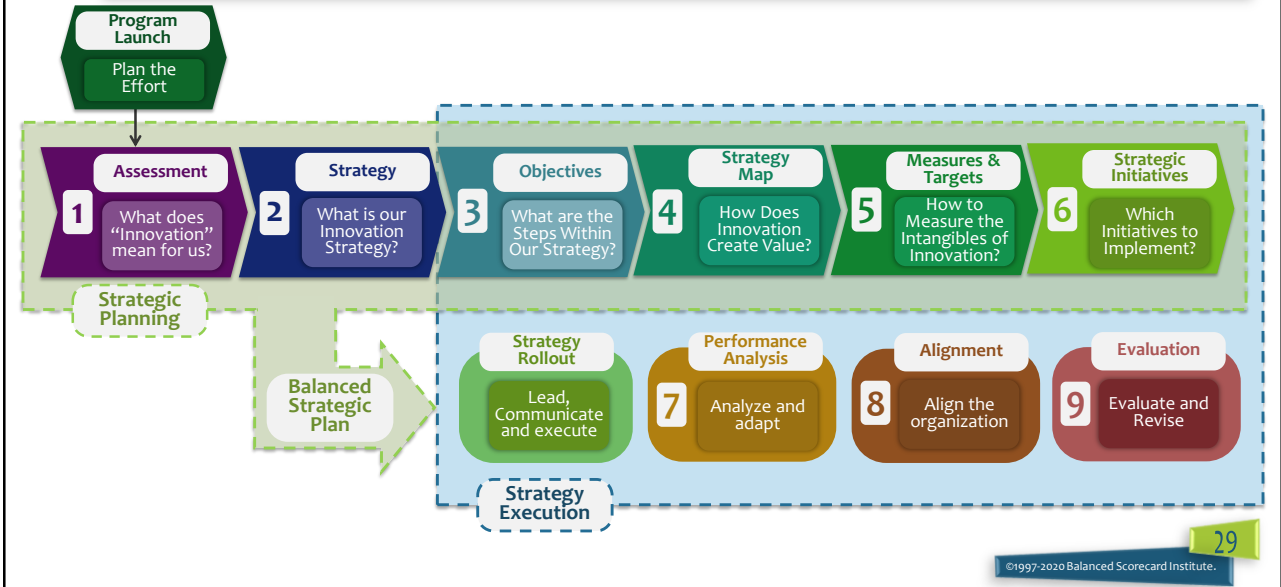 Program
Launch
Plan the
Effort
Assessment
1
What does
“Innovation”
mean for us?
Strategy
2
What is our
Innovation
Strategy?
Objectives
3
What are the
Steps Within
Our Strategy?
Strategy
Map
4
How Does
Innovation
Create Value?
Measures &
Targets
5
How to
Measure the
Intangibles of
Innovation?
Strategic
Initiatives
6
Which
Initiatives to
Implement?
Strategic
Planning
Balanced
Strategic
Plan
Strategy
Rollout
Lead,
Communicate
and execute
Performance
Analysis
7
Analyze and
adapt
Alignment
8
Align the
organization
Evaluation
9
Evaluate and
Revise
Strategy
Execution
29
©1997-2020 Balanced Scorecard Institute.